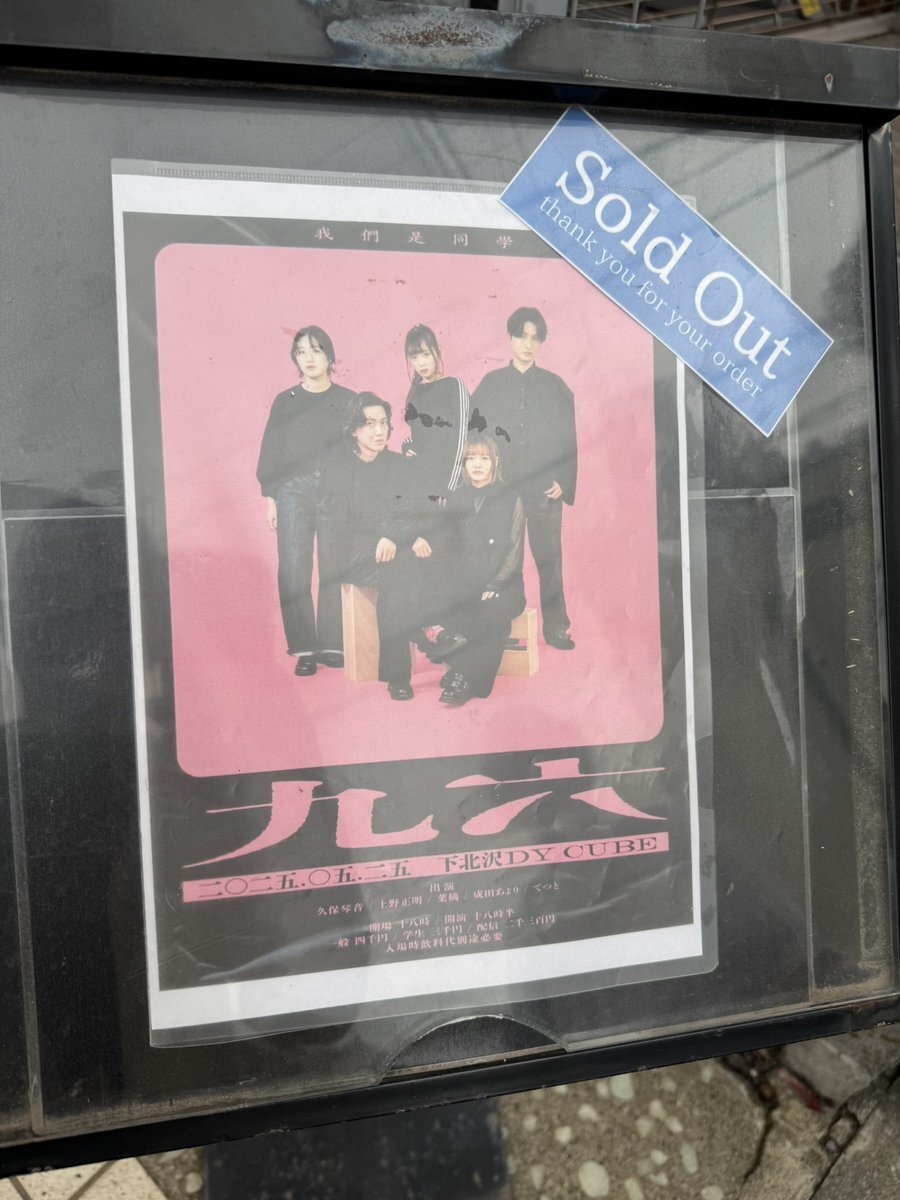 我們是同學
Sold Out
thank you for your order
九六
二〇二五.〇五.二五 下北沢DY CUBE
出演
久保琴音 / 上野正明 / 菜摘 / 成田あより / てつと
開場 十八時 / 開演 十八時半
一般 四千円 / 学生 三千円 / 配信 二千三百円
入場時飲料代別途必要